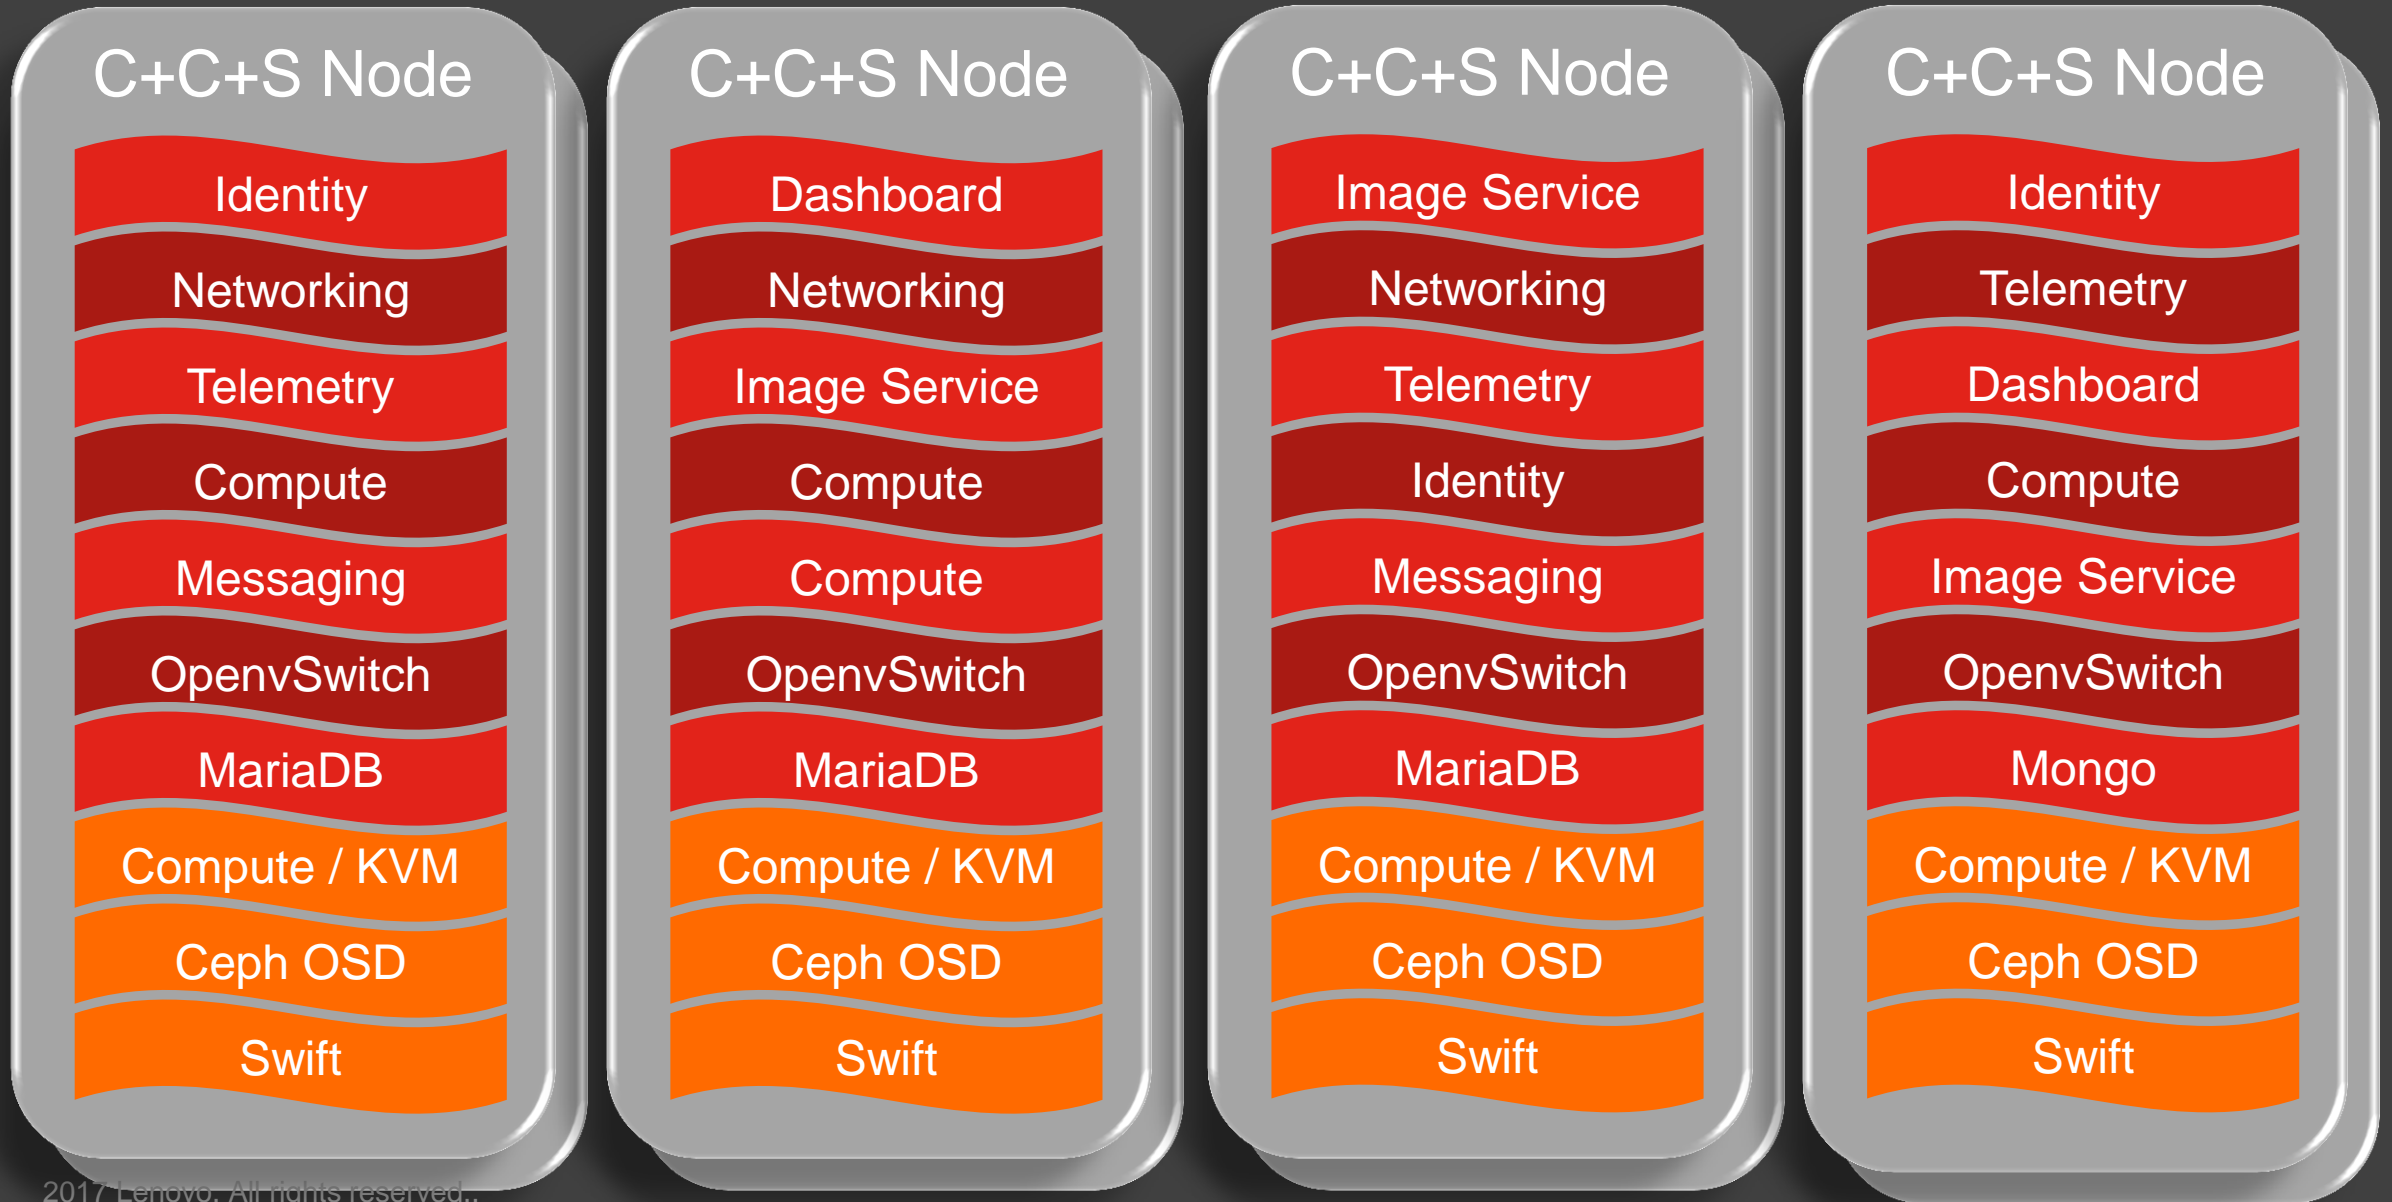 C+C+S Node
Identity
Networking
Telemetry
Compute
Messaging
OpenvSwitch
MariaDB
Compute / KVM
Ceph OSD
Swift
C+C+S Node
Dashboard
Networking
Image Service
Compute
Compute
OpenvSwitch
MariaDB
Compute / KVM
Ceph OSD
Swift
C+C+S Node
Image Service
Networking
Telemetry
Identity
Messaging
OpenvSwitch
MariaDB
Compute / KVM
Ceph OSD
Swift
C+C+S Node
Identity
Telemetry
Dashboard
Compute
Image Service
OpenvSwitch
Mongo
Compute / KVM
Ceph OSD
Swift
2017 Lenovo. All rights reserved..